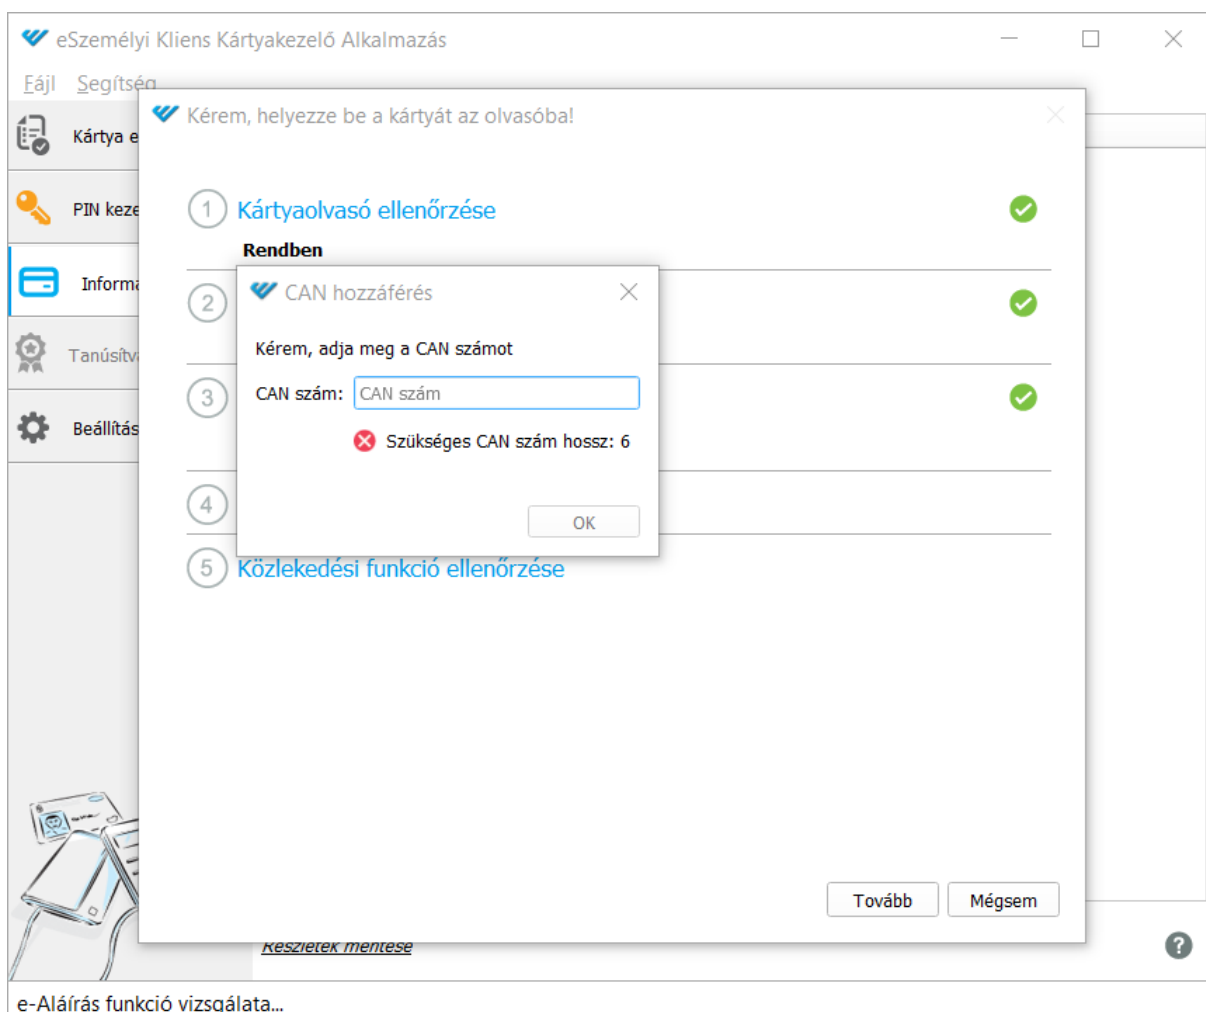 eSzemélyi Kliens Kártyakezelő Alkalmazás
Fájl Segítség
Kérem, helyezze be a kártyát az olvasóba!
Kártya e
PIN keze
Informa
Tanúsítvá
Beállítás
1 Kártyaolvasó ellenőrzése
Rendben
2
3
4
5 Közlekedési funkció ellenőrzése
CAN hozzáférés
Kérem, adja meg a CAN számot
CAN szám: CAN szám
Szükséges CAN szám hossz: 6
OK
Tovább Mégsem
Részletek mentése
?
e-Aláírás funkció vizsgálata...